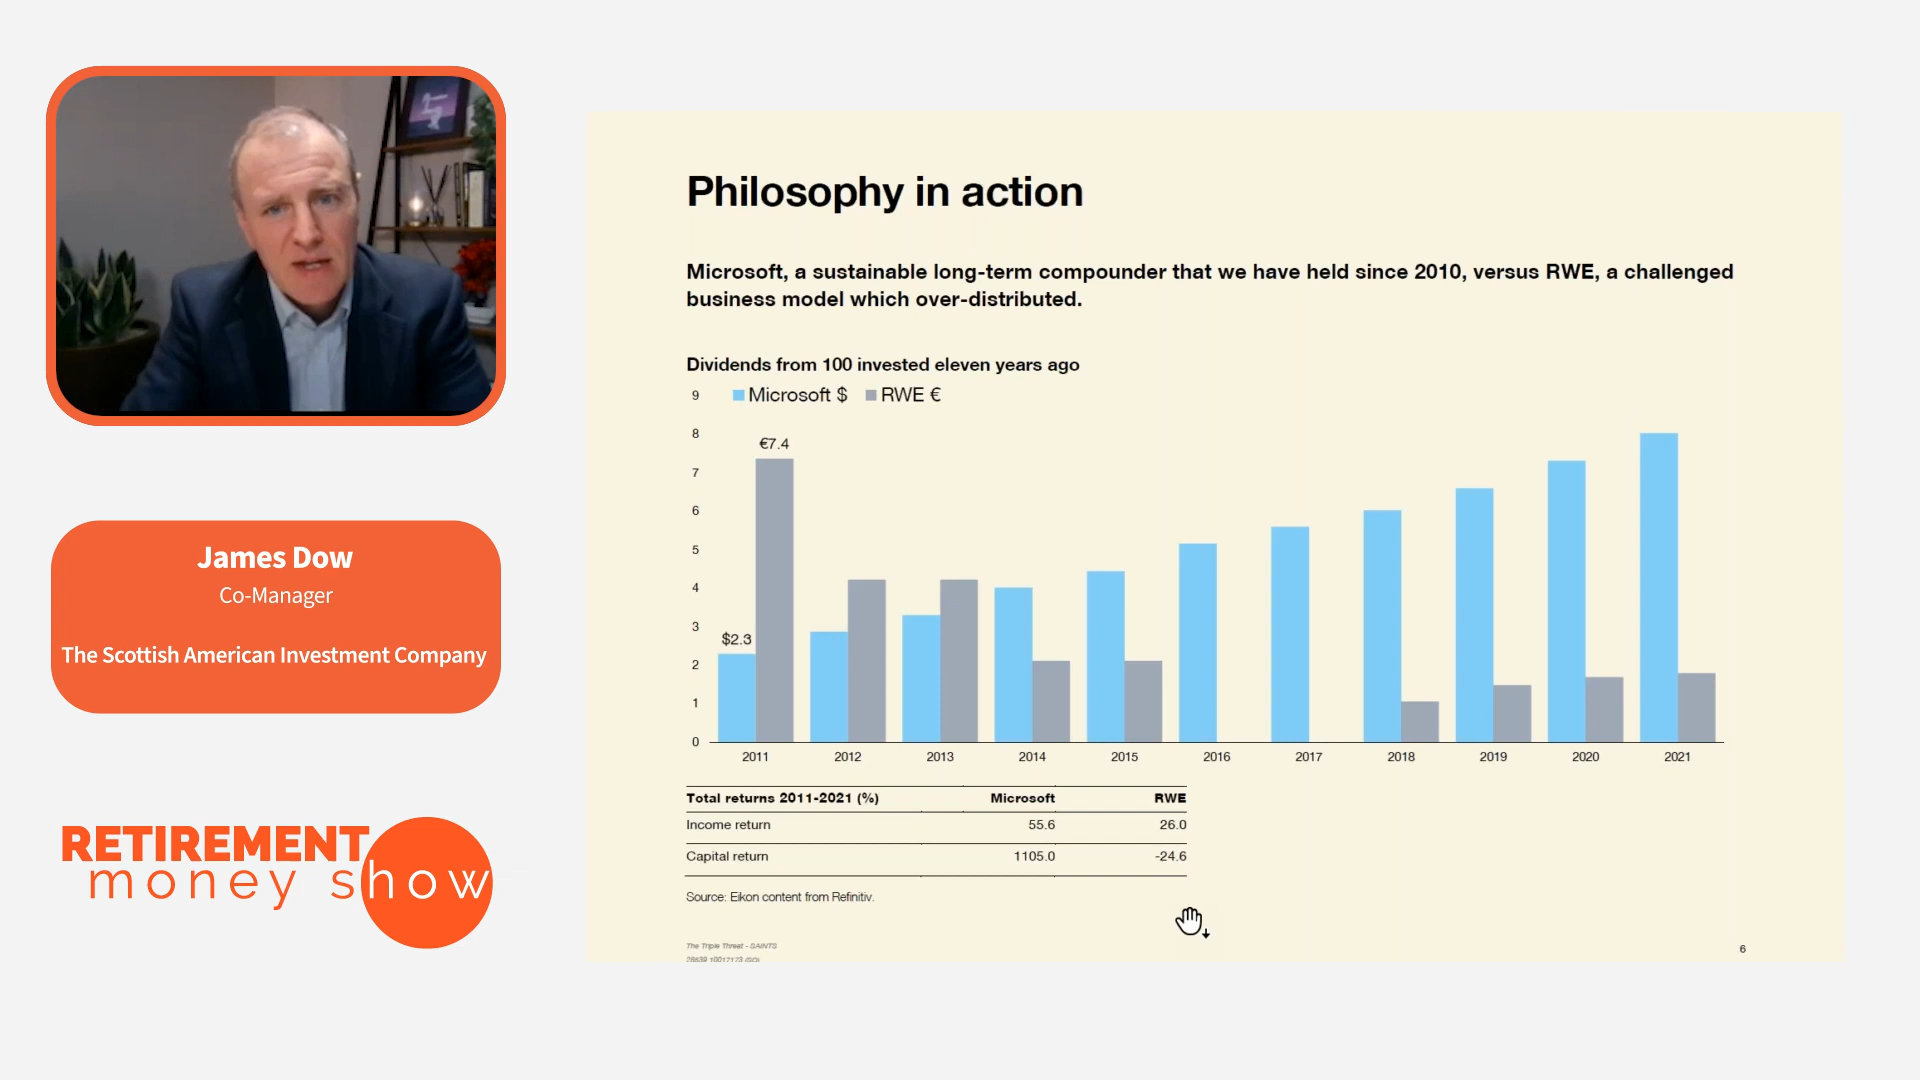 James Dow
Co-Manager
The Scottish American Investment Company
RETIREMENT
money show
Philosophy in action
Microsoft, a sustainable long-term compounder that we have held since 2010, versus RWE, a challenged
business model which over-distributed.
Dividends from 100 invested eleven years ago
Microsoft $ RWE €
9
8
7
6
5
4
3
2
1
0
€7.4
$2.3
2011 2012 2013 2014 2015 2016 2017 2018 2019 2020 2021
Total returns 2011-2021 (%) Microsoft RWE
Income return 55.6 26.0
Capital return 1105.0 -24.6
Source: Eikon content from Refinitiv.
The Triple Threat - SAINTS
6